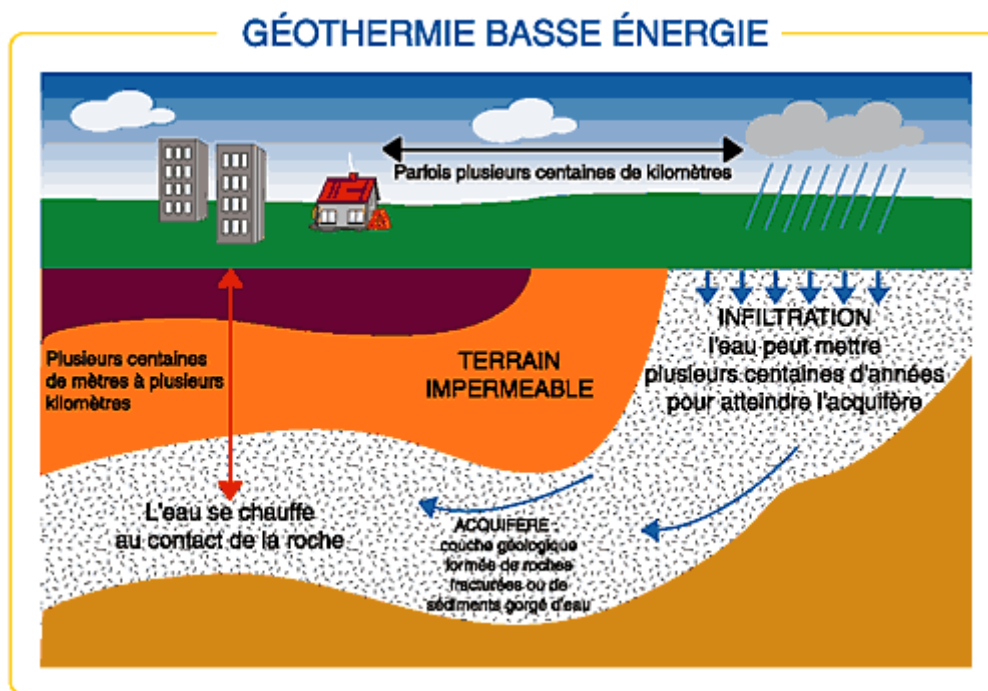 GÉOTHERMIE BASSE ÉNERGIE
Parfois plusieurs centaines de kilomètres
INFILTRATION
l'eau peut mettre
plusieurs centaines d'années
pour atteindre l'acquifère
Plusieurs centaines
de mètres à plusieurs
kilomètres
TERRAIN
IMPERMEABLE
L'eau se chauffe
au contact de la roche
ACQUIFERE :
couche géologique
formée de roches
fracturées ou de
sédiments gorgé d'eau